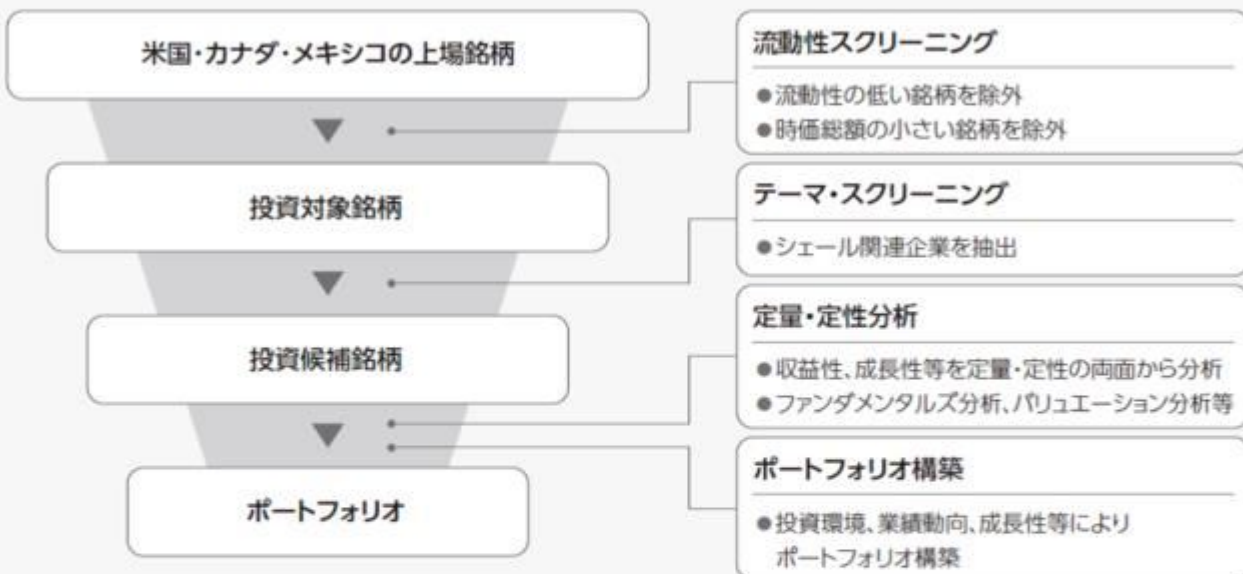 米国・カナダ・メキシコの上場銘柄
投資対象銘柄
投資候補銘柄
ポートフォリオ
流動性スクリーニング
●流動性の低い銘柄を除外
●時価総額の小さい銘柄を除外
テーマ・スクリーニング
●シェール関連企業を抽出
定量・定性分析
●収益性、成長性等を定量・定性の両面から分析
●ファンダメンタルズ分析、バリュエーション分析等
ポートフォリオ構築
●投資環境、業績動向、成長性等により
ポートフォリオ構築